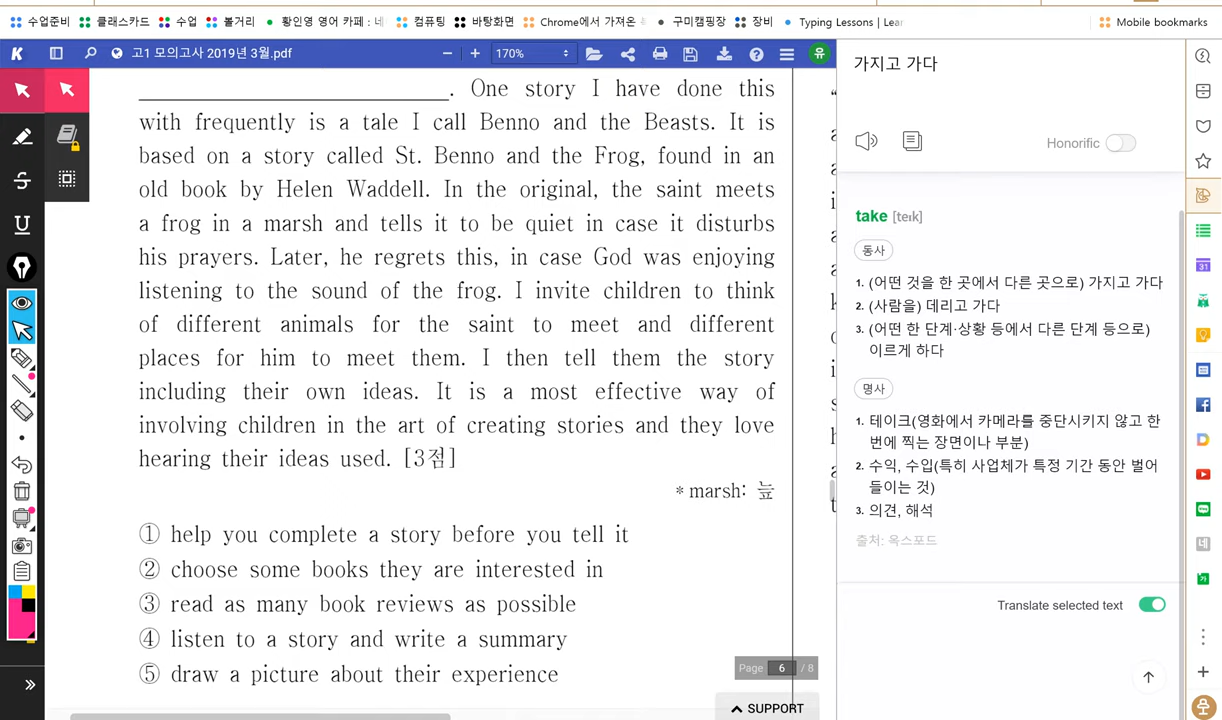 수업준비 클래스카드 수업 볼거리 황인영 영어 카페 : 네 컴퓨팅 바탕화면 Chrome에서 가져온 구미캠핑장 장비 Typing Lessons | Lear Mobile bookmarks
고1 모의고사 2019년 3월.pdf 170% 유
가지고 가다
Honorific
. One story I have done this
with frequently is a tale I call Benno and the Beasts. It is
based on a story called St. Benno and the Frog, found in an
old book by Helen Waddell. In the original, the saint meets
a frog in a marsh and tells it to be quiet in case it disturbs
his prayers. Later, he regrets this, in case God was enjoying
listening to the sound of the frog. I invite children to think
of different animals for the saint to meet and different
places for him to meet them. I then tell them the story
including their own ideas. It is a most effective way of
involving children in the art of creating stories and they love
hearing their ideas used. [3점]
* marsh: 늪
① help you complete a story before you tell it
② choose some books they are interested in
③ read as many book reviews as possible
④ listen to a story and write a summary
⑤ draw a picture about their experience
Page 6 / 8
SUPPORT
take [teɪk]
동사
1. (어떤 것을 한 곳에서 다른 곳으로) 가지고 가다
2. (사람을) 데리고 가다
3. (어떤 한 단계·상황 등에서 다른 단계 등으로)
이르게 하다
명사
1. 테이크(영화에서 카메라를 중단시키지 않고 한
번에 찍는 장면이나 부분)
2. 수익, 수입(특히 사업체가 특정 기간 동안 벌어
들이는 것)
3. 의견, 해석
출처: 옥스포드
Translate selected text